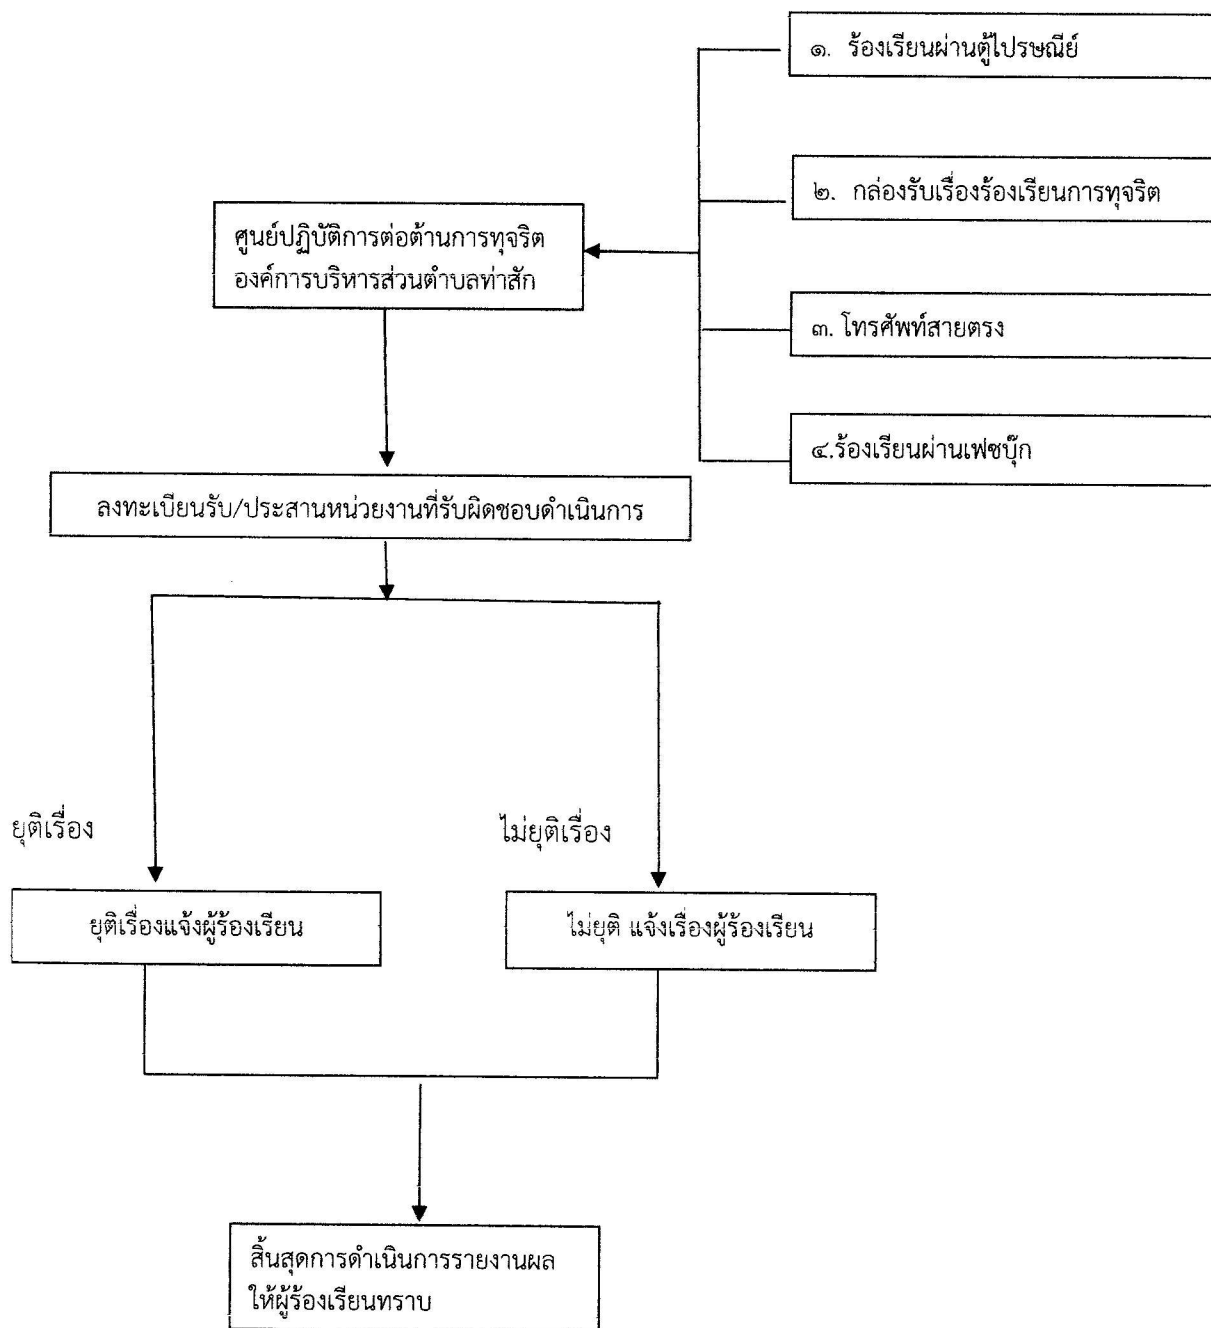 ๑. ร้องเรียนผ่านตู้ไปรษณีย์
๒. กล่องรับเรื่องร้องเรียนการทุจริต
ศูนย์ปฏิบัติการต่อต้านการทุจริต
องค์การบริหารส่วนตำบลท่าสัก
๓. โทรศัพท์สายตรง
๔.ร้องเรียนผ่านเฟซบุ๊ก
ลงทะเบียนรับ/ประสานหน่วยงานที่รับผิดชอบดำเนินการ
ยุติเรื่อง
ไม่ยุติเรื่อง
ยุติเรื่องแจ้งผู้ร้องเรียน
ไม่ยุติ แจ้งเรื่องผู้ร้องเรียน
สิ้นสุดการดำเนินการรายงานผล
ให้ผู้ร้องเรียนทราบ